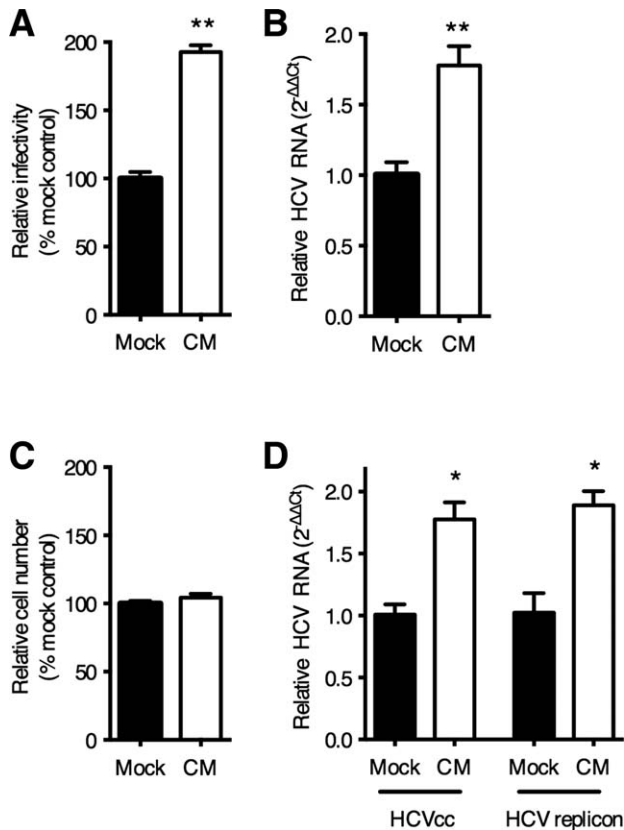 A
Relative infectivity
(% mock control)
200
150
100
50
0
**
Mock CM
B
Relative HCV RNA (2-ΔΔCt)
2.0
1.5
1.0
0.5
0.0
**
Mock CM
C
Relative cell number
(% mock control)
200
150
100
50
0
Mock CM
D
Relative HCV RNA (2-ΔΔCt)
2.0
1.5
1.0
0.5
0.0
* *
Mock CM Mock CM
HCVcc HCV replicon